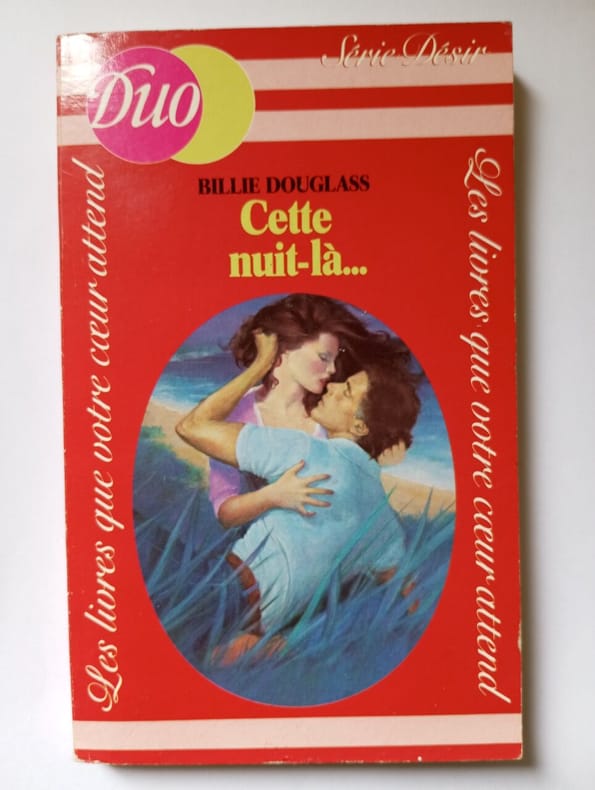 Série Désir
Duo
BILLIE DOUGLASS
Cette
nuit-là...
Les livres que votre cœur attend
Les livres que votre cœur attend